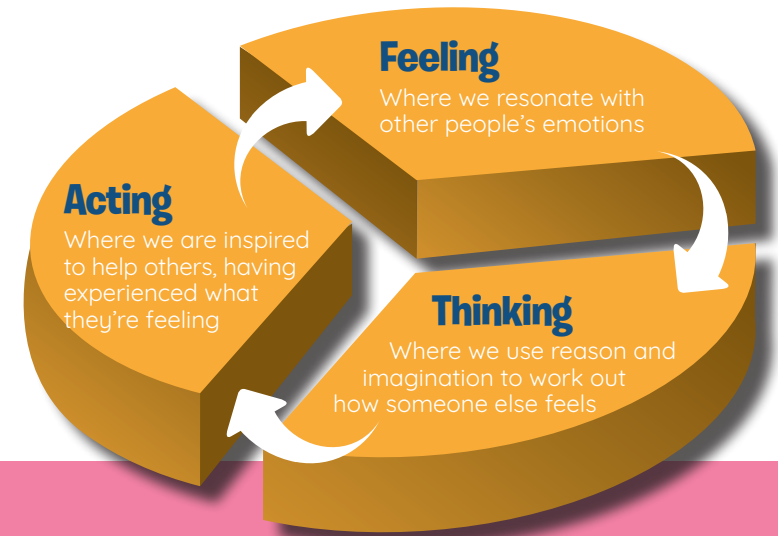 Feeling
Where we resonate with
other people's emotions
Acting
Where we are inspired
to help others, having
experienced what
they're feeling
Thinking
Where we use reason and
imagination to work out
how someone else feels